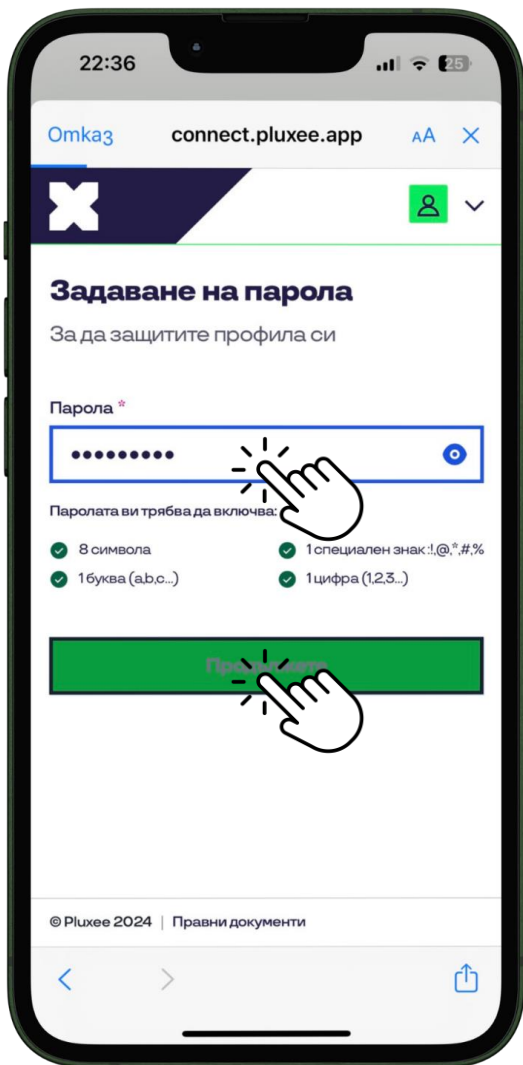 22:36
25
Отказ
connect.pluxee.app
AA
Задаване на парола
За да защитите профила си
Парола *
•••••••••
Паролата ви трябва да включва:
8 символа
1 специален знак :!,@,*,#,%
1 буква (a,b,c...)
1 цифра (1,2,3...)
© Pluxee 2024 | Правни документи